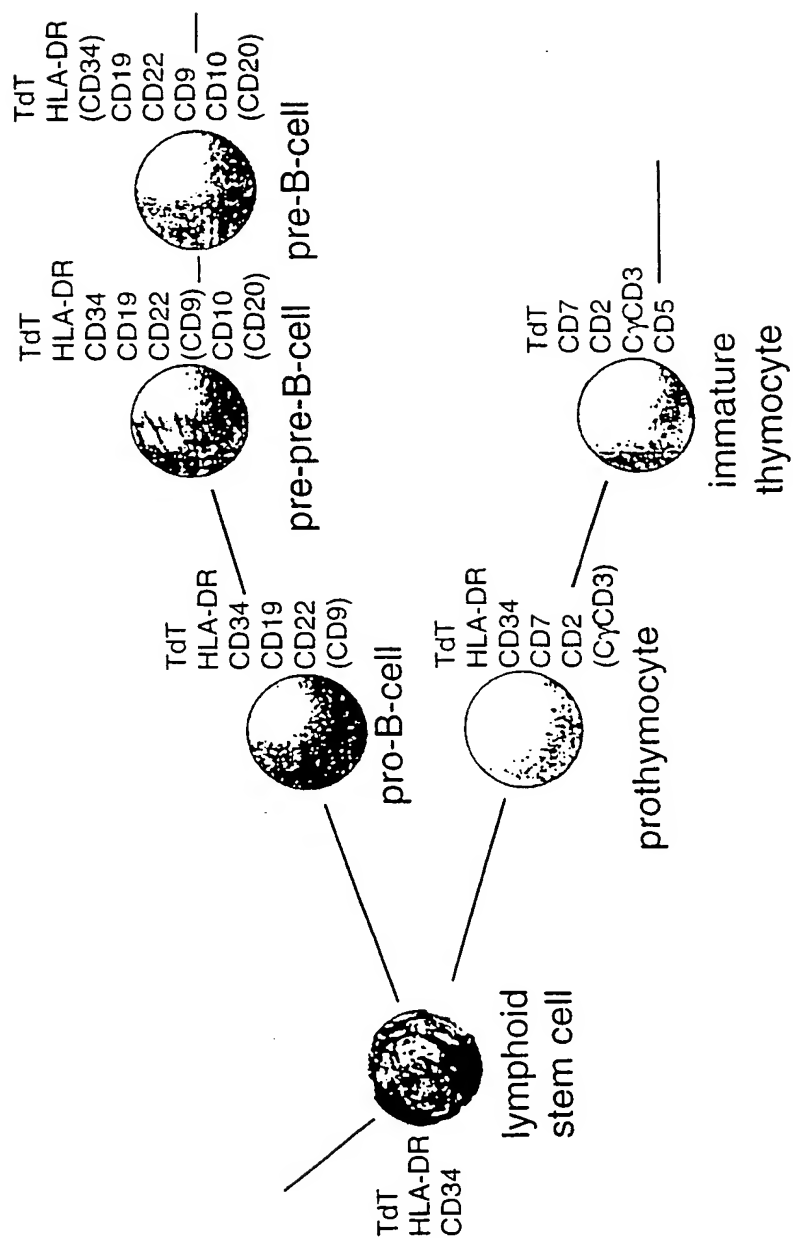 TdT
HLA-DR
CD34
lymphoid
stem cell
TdT
HLA-DR
CD34
CD19
CD22
(CD9)
pro-B-cell
TdT
HLA-DR
CD34
CD19
CD22
(CD9)
CD10
(CD20)
pre-pre-B-cell
TdT
HLA-DR
(CD34)
CD19
CD22
CD9
CD10
(CD20)
pre-B-cell
TdT
HLA-DR
CD34
CD7
CD2
(CγCD3)
prothymocyte
TdT
CD7
CD2
CγCD3
CD5
immature
thymocyte